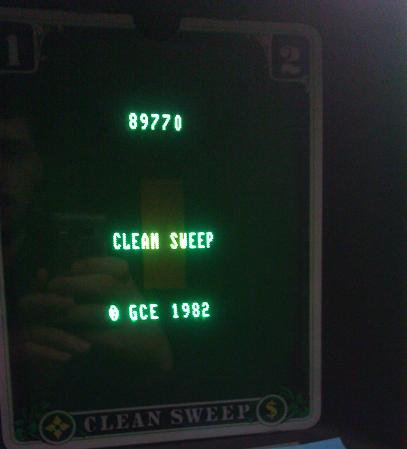 1 2
89770
CLEAN SWEEP
© GCE 1982
CLEAN SWEEP $